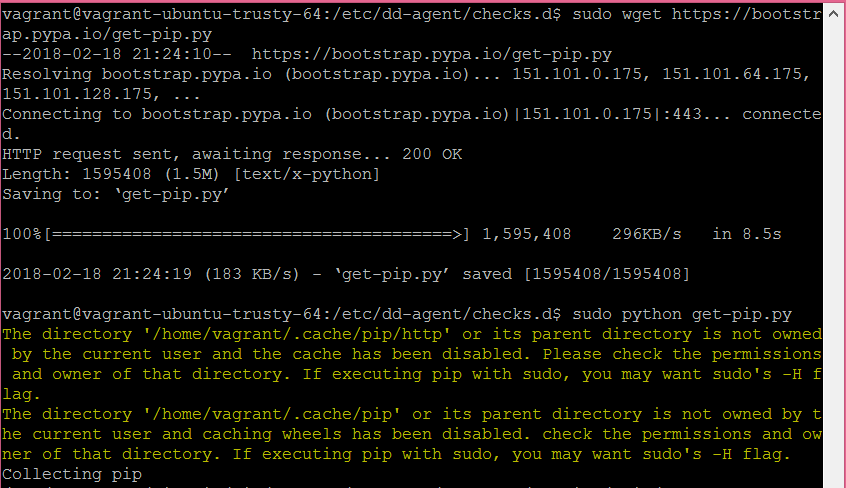 vagrant@vagrant-ubuntu-trusty-64:/etc/dd-agent/checks.d$ sudo wget https://bootstr
ap.pypa.io/get-pip.py
--2018-02-18 21:24:10--  https://bootstrap.pypa.io/get-pip.py
Resolving bootstrap.pypa.io (bootstrap.pypa.io)... 151.101.0.175, 151.101.64.175,
151.101.128.175, ...
Connecting to bootstrap.pypa.io (bootstrap.pypa.io)|151.101.0.175|:443... connecte
d.
HTTP request sent, awaiting response... 200 OK
Length: 1595408 (1.5M) [text/x-python]
Saving to: ‘get-pip.py’
100%[========================================>] 1,595,408    296KB/s   in 8.5s
2018-02-18 21:24:19 (183 KB/s) - ‘get-pip.py’ saved [1595408/1595408]
vagrant@vagrant-ubuntu-trusty-64:/etc/dd-agent/checks.d$ sudo python get-pip.py
The directory '/home/vagrant/.cache/pip/http' or its parent directory is not owned
 by the current user and the cache has been disabled. Please check the permissions
 and owner of that directory. If executing pip with sudo, you may want sudo's -H f
lag.
The directory '/home/vagrant/.cache/pip' or its parent directory is not owned by t
he current user and caching wheels has been disabled. check the permissions and ow
ner of that directory. If executing pip with sudo, you may want sudo's -H flag.
Collecting pip